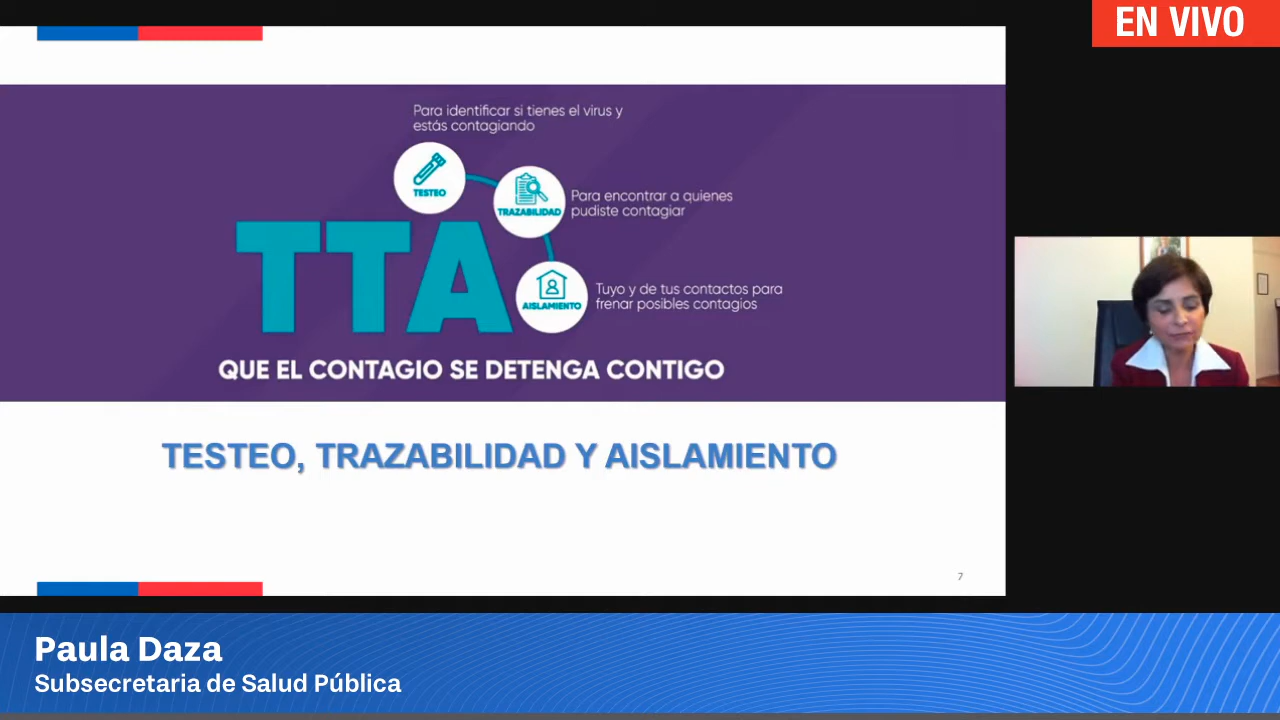 EN VIVO
Para identificar si tienes el virus y
estás contagiando
TESTEO
TRAZABILIDAD
Para encontrar a quienes
pudiste contagiar
TTA
AISLAMIENTO
Tuyo y de tus contactos para
frenar posibles contagios
QUE EL CONTAGIO SE DETENGA CONTIGO
TESTEO, TRAZABILIDAD Y AISLAMIENTO
7
Paula Daza
Subsecretaria de Salud Pública